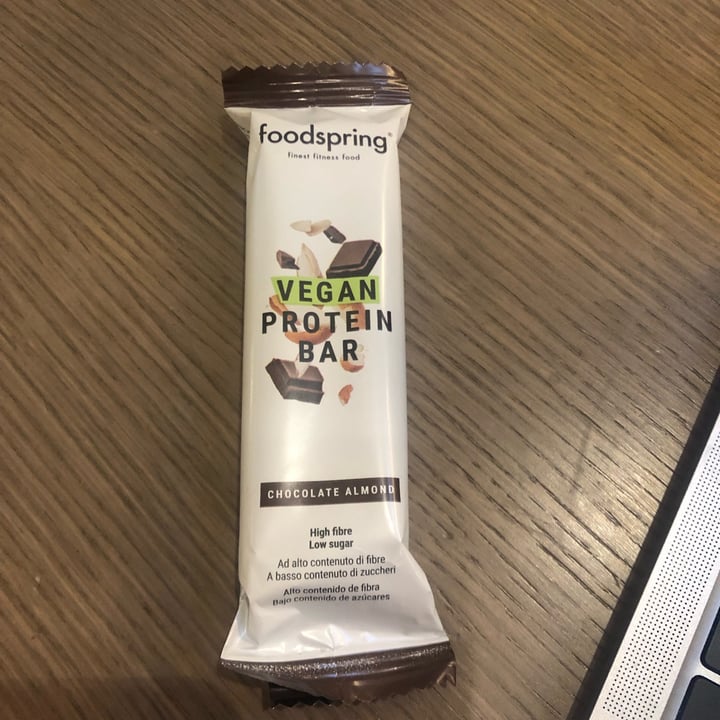 foodspring®
finest fitness food
VEGAN
PROTEIN
BAR
CHOCOLATE ALMOND
High fibre
Low sugar
Ad alto contenuto di fibre
A basso contenuto di zuccheri
Alto contenido de fibra
Bajo contenido de azúcares